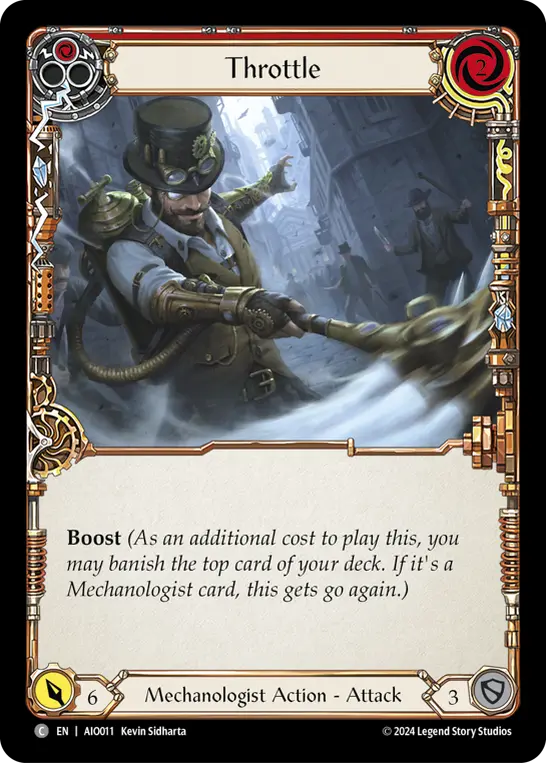 Throttle
2
Boost (As an additional cost to play this, you
may banish the top card of your deck. If it's a
Mechanologist card, this gets go again.)
6
Mechanologist Action - Attack
3
C EN | AIO011 Kevin Sidharta
© 2024 Legend Story Studios